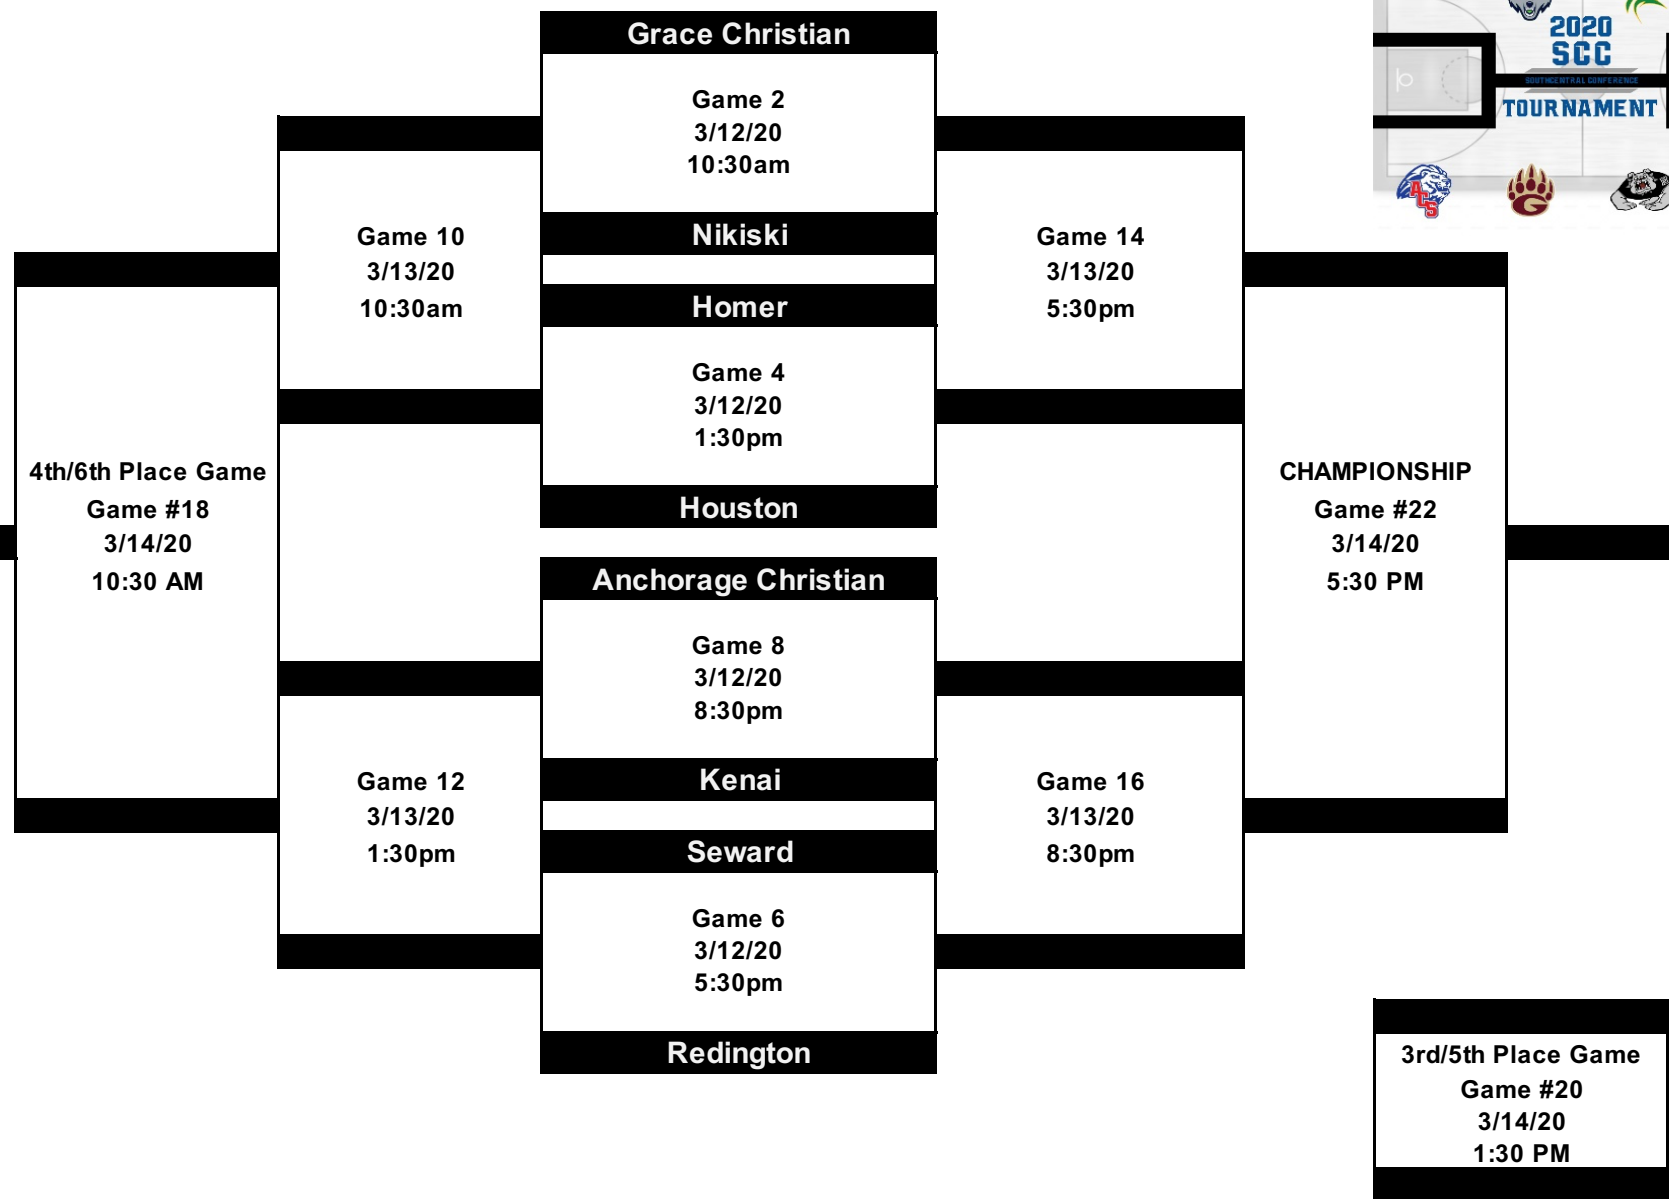 Grace Christian
Game 2
3/12/20
10:30am
Nikiski
Homer
Game 4
3/12/20
1:30pm
Houston
Anchorage Christian
Game 8
3/12/20
8:30pm
Kenai
Seward
Game 6
3/12/20
5:30pm
Redington
Game 10
3/13/20
10:30am
Game 12
3/13/20
1:30pm
4th/6th Place Game
Game #18
3/14/20
10:30 AM
Game 14
3/13/20
5:30pm
Game 16
3/13/20
8:30pm
CHAMPIONSHIP
Game #22
3/14/20
5:30 PM
3rd/5th Place Game
Game #20
3/14/20
1:30 PM
2020
SCC
SOUTHCENTRAL CONFERENCE
TOURNAMENT
ACS
G